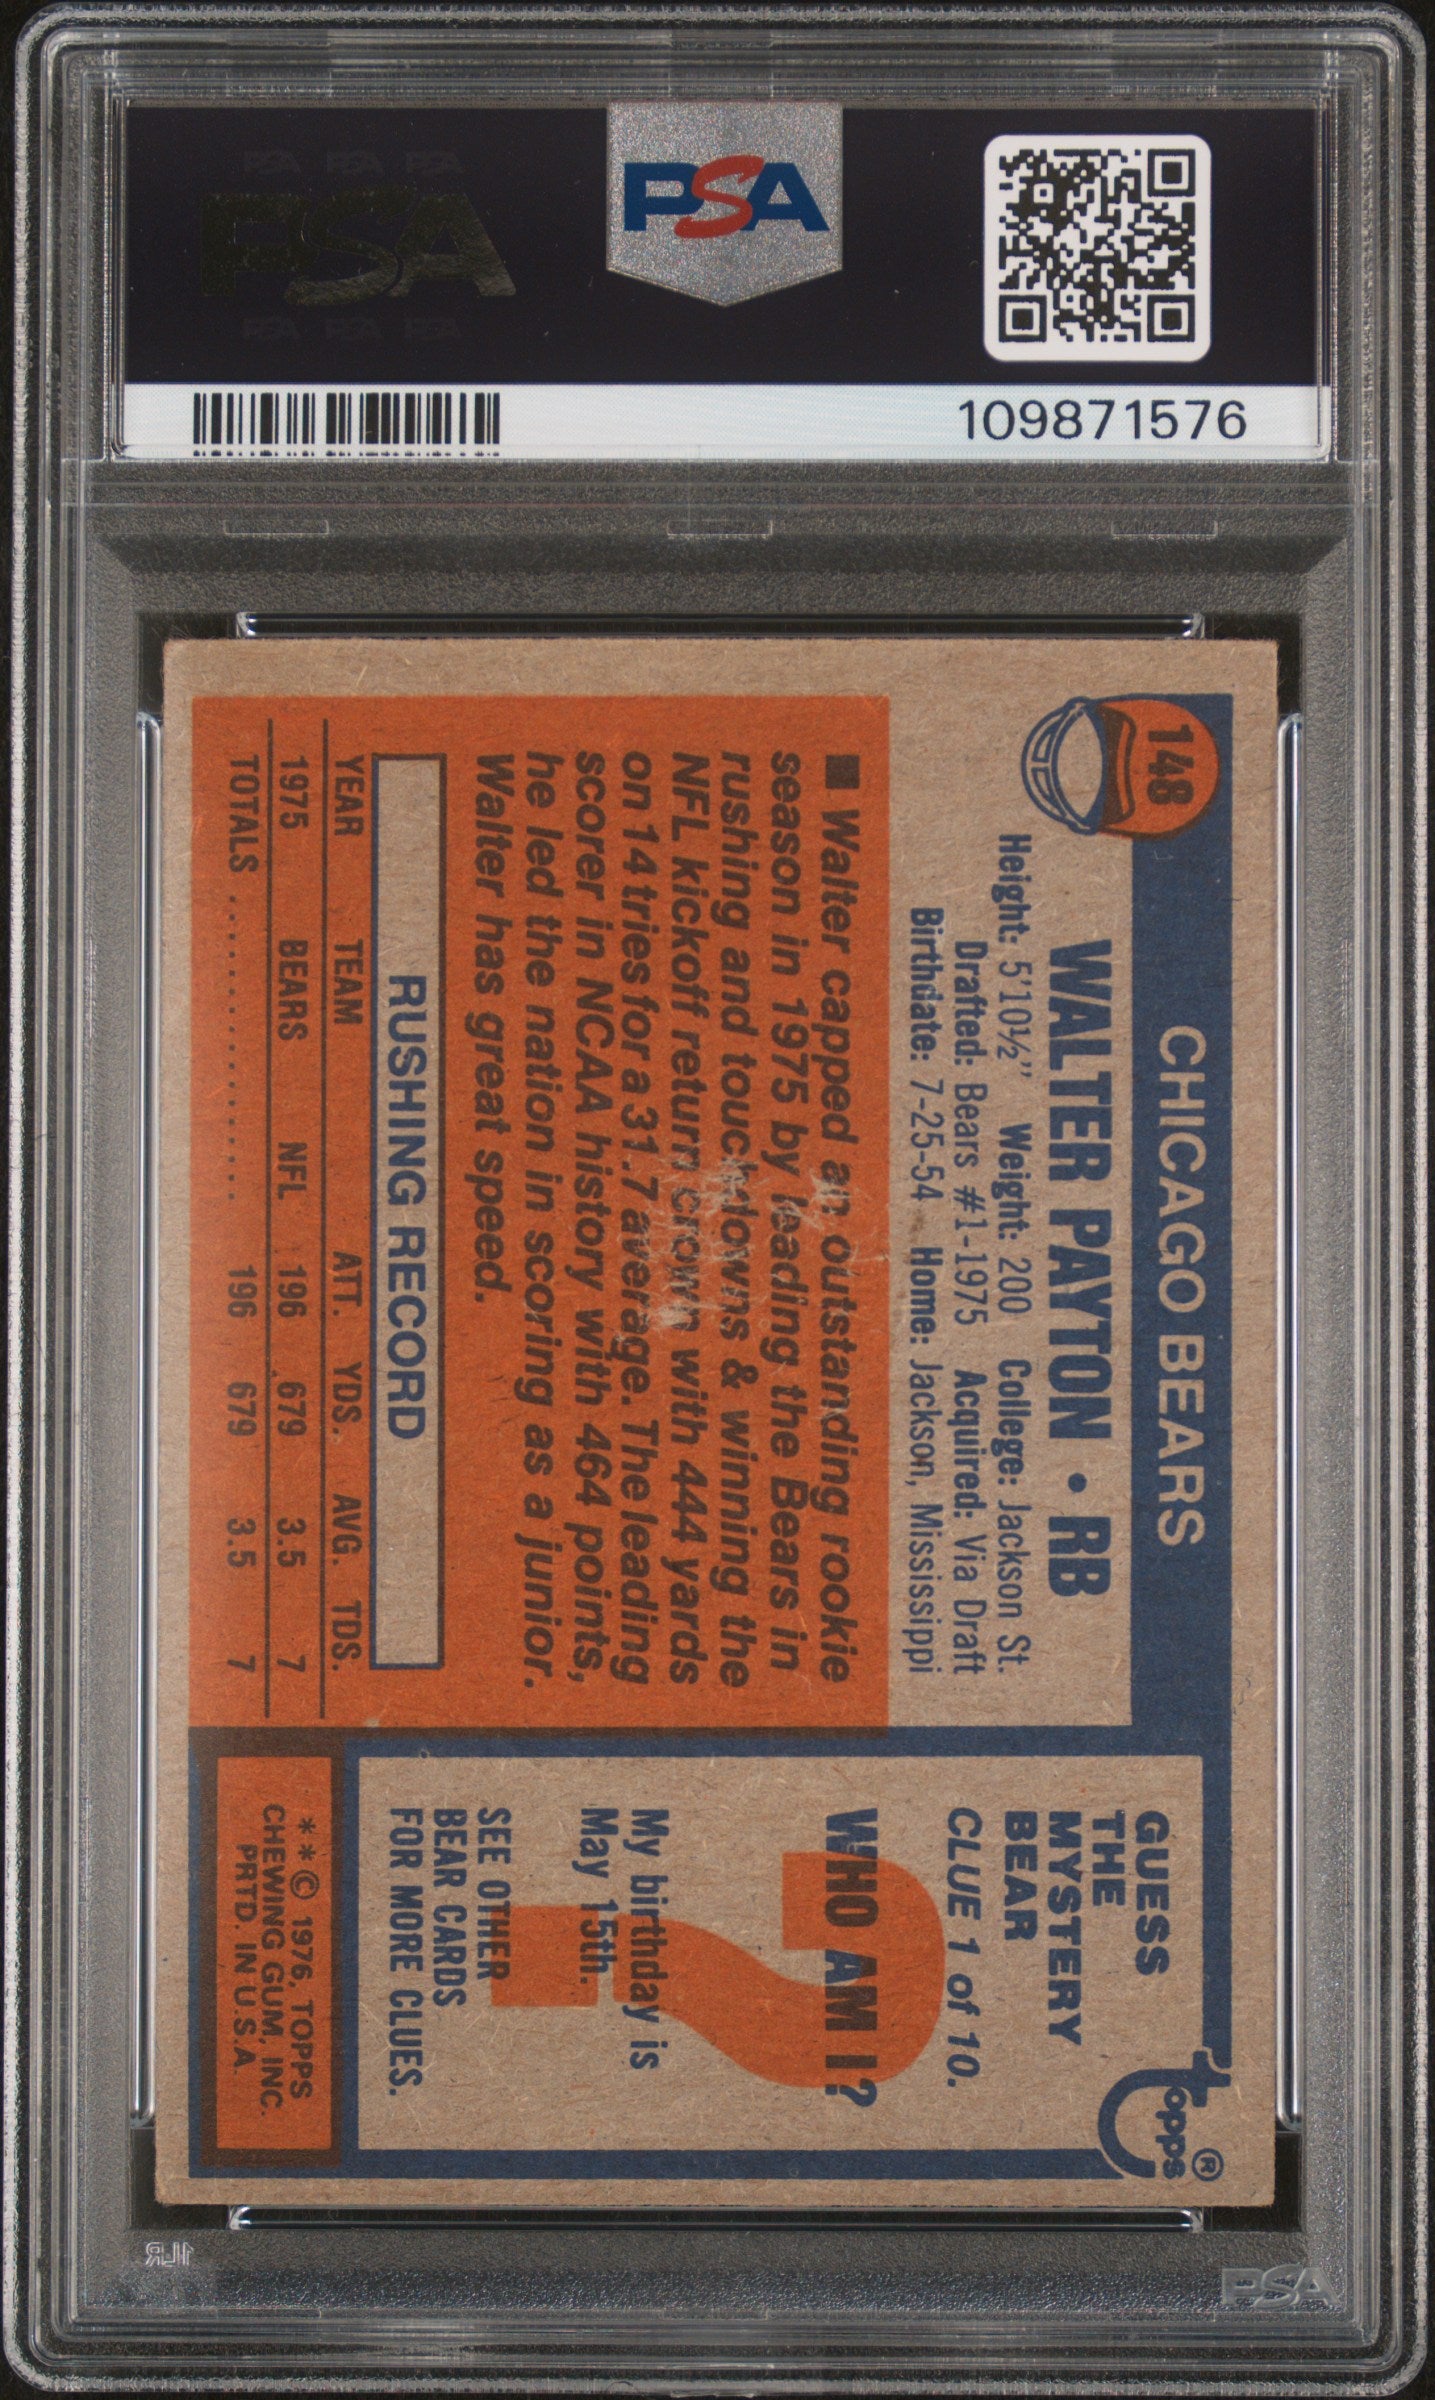 PSA PSA PSA
PSA
PSA PSA PSA
PSA
109871576
CHICAGO BEARS
148
WALTER PAYTON • RB
Height: 5'10½" Weight: 200 College: Jackson St.
Drafted: Bears #1-1975 Acquired: Via Draft
Birthdate: 7-25-54 Home: Jackson, Mississippi
■ Walter capped an outstanding rookie
season in 1975 by leading the Bears in
rushing and touchdowns & winning the
NFL kickoff return crown with 444 yards
on 14 tries for a 31.7 average. The leading
scorer in NCAA history with 464 points,
he led the nation in scoring as a junior.
Walter has great speed.
RUSHING RECORD
YEAR TEAM ATT. YDS. AVG. TDS.
1975 BEARS NFL 196 679 3.5 7
TOTALS .................... 196 679 3.5 7
topps®
GUESS
THE
MYSTERY
BEAR
CLUE 1 of 10.
WHO AM I?
?
My birthday is
May 15th.
SEE OTHER
BEAR CARDS
FOR MORE CLUES.
**© 1976, TOPPS
CHEWING GUM, INC.
PRTD. IN U.S.A.
PSA